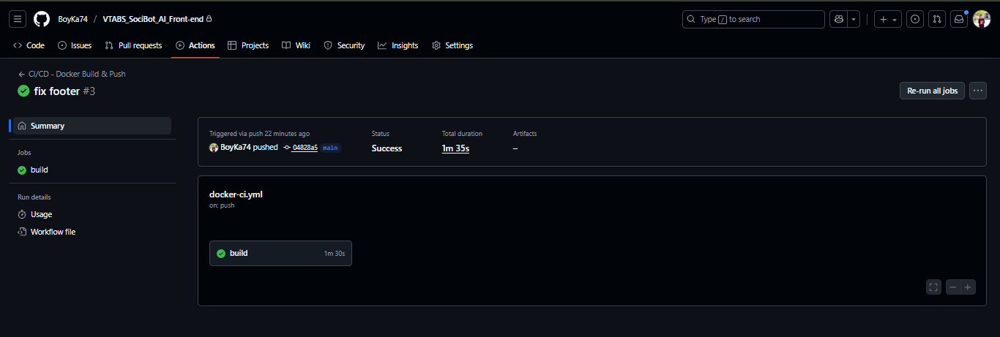 BoyKa74 / VTABS_SociBot_AI_Front-end
Type / to search
Code Issues Pull requests Actions Projects Wiki Security Insights Settings
CI/CD - Docker Build & Push
fix footer #3
Re-run all jobs
Summary
Jobs
build
Run details
Usage
Workflow file
Triggered via push 22 minutes ago
BoyKa74 pushed 04828a5 main
Status
Success
Total duration
1m 35s
Artifacts
–
docker-ci.yml
on: push
build 1m 30s